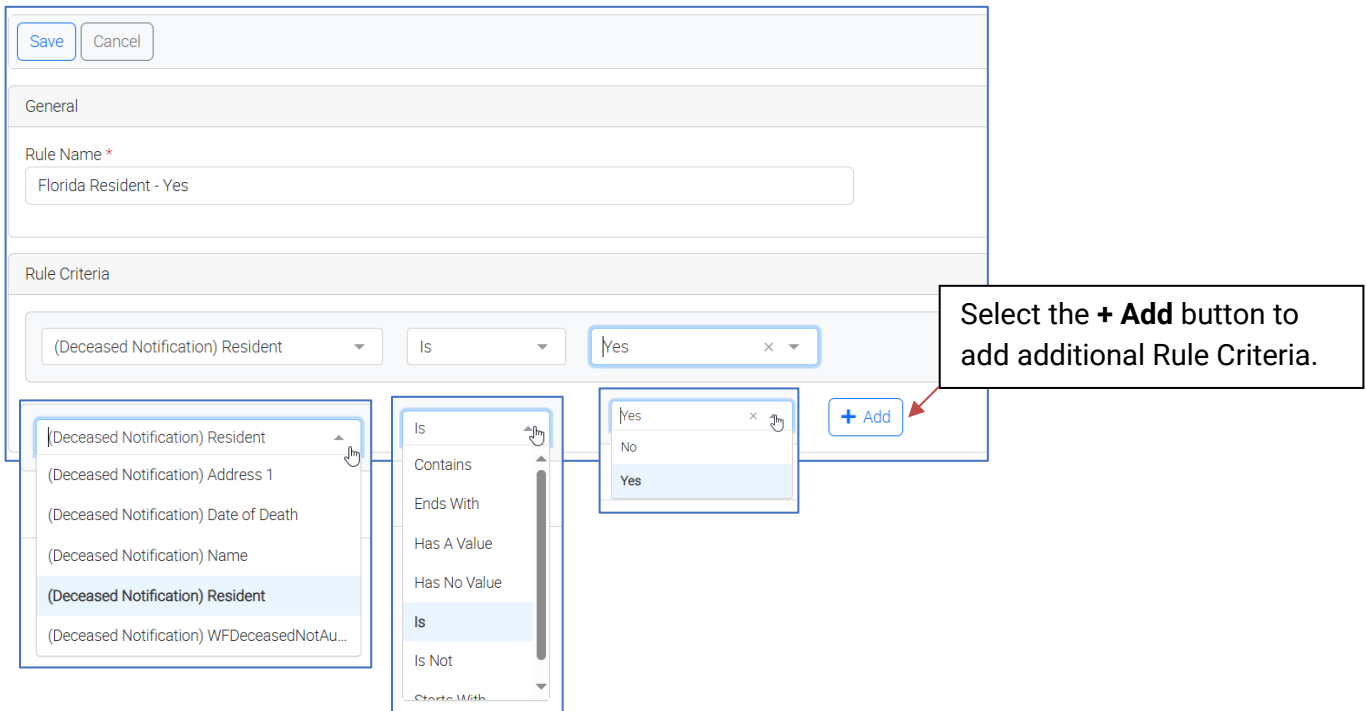 Save Cancel
General
Rule Name *
Florida Resident - Yes
Rule Criteria
(Deceased Notification) Resident Is Yes ×
Select the + Add button to
add additional Rule Criteria.
+ Add
(Deceased Notification) Resident
(Deceased Notification) Address 1
(Deceased Notification) Date of Death
(Deceased Notification) Name
(Deceased Notification) Resident
(Deceased Notification) WFDeceasedNotAu...
Is
Contains
Ends With
Has A Value
Has No Value
Is
Is Not
Starts With
Yes ×
No
Yes